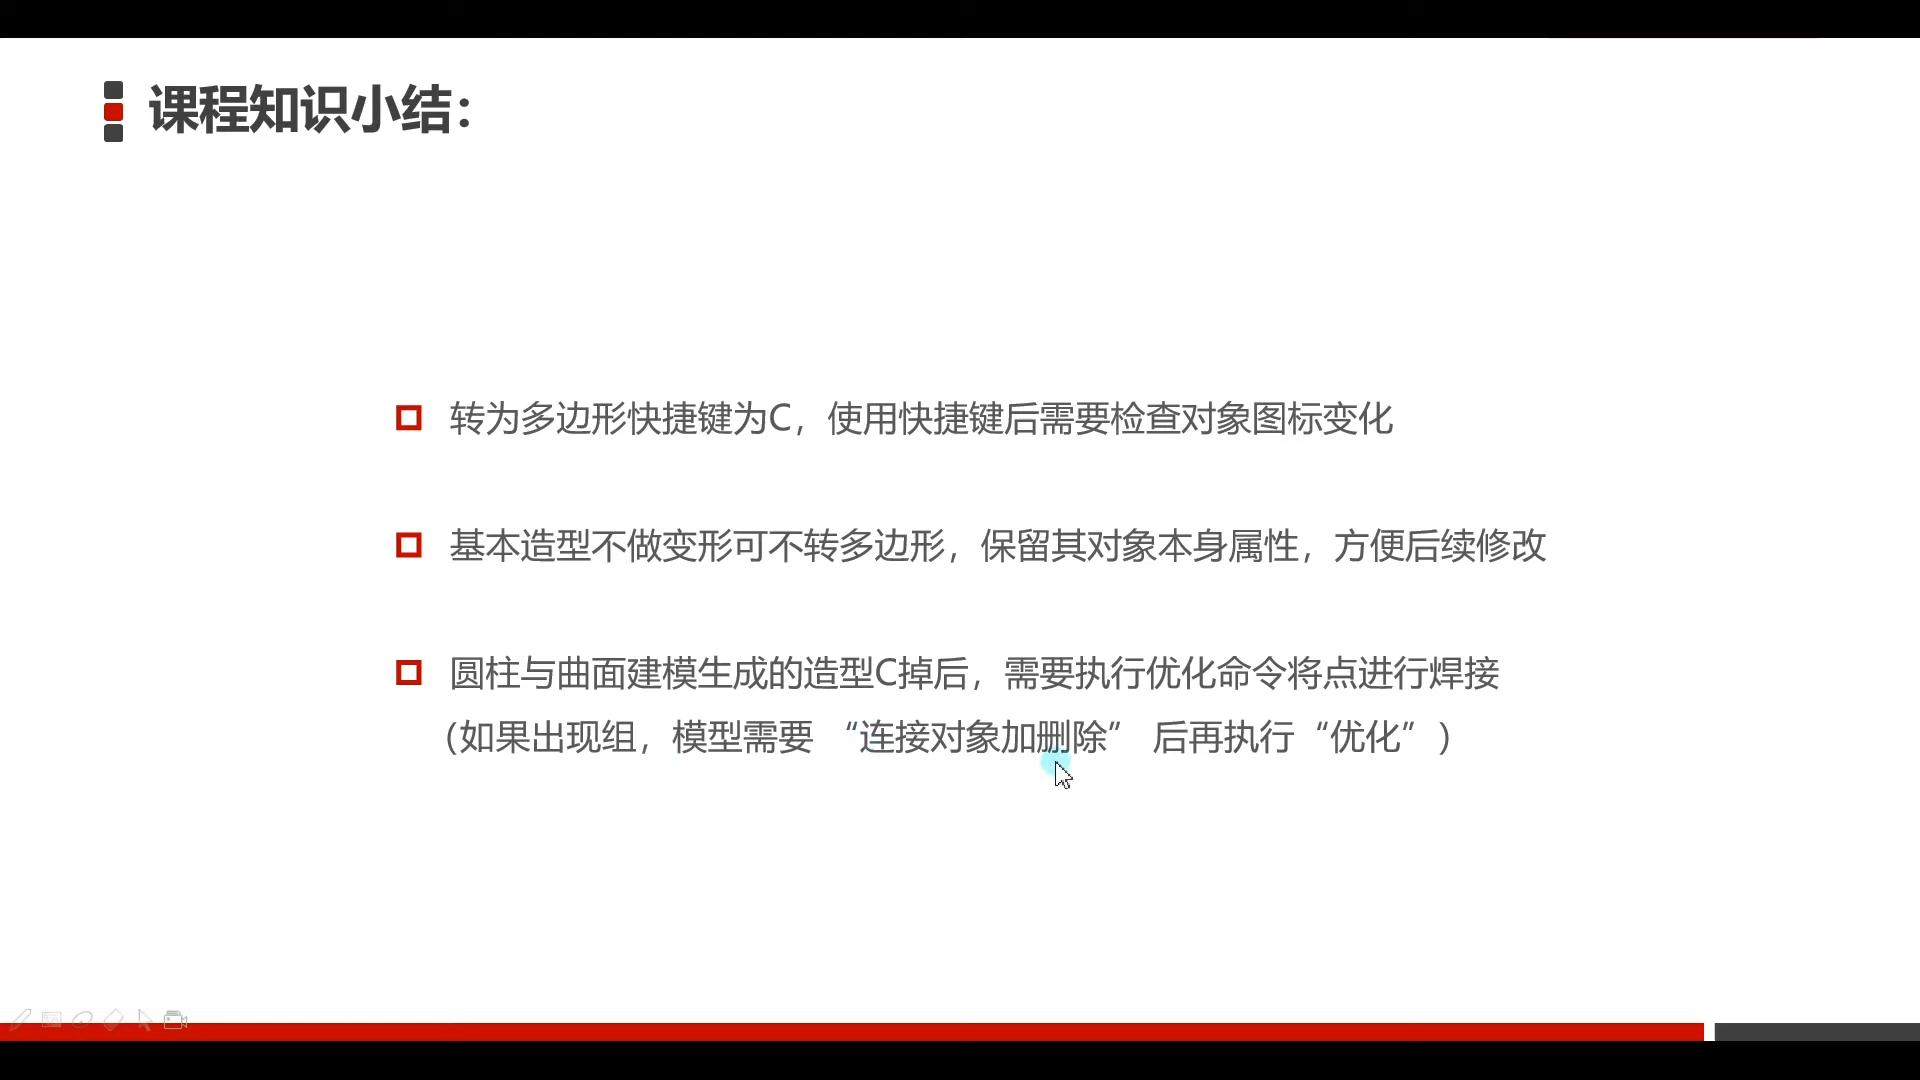 课程知识小结：
转为多边形快捷键为C，使用快捷键后需要检查对象图标变化
基本造型不做变形可不转多边形，保留其对象本身属性，方便后续修改
圆柱与曲面建模生成的造型C掉后，需要执行优化命令将点进行焊接
（如果出现组，模型需要 “连接对象加删除” 后再执行“优化”）